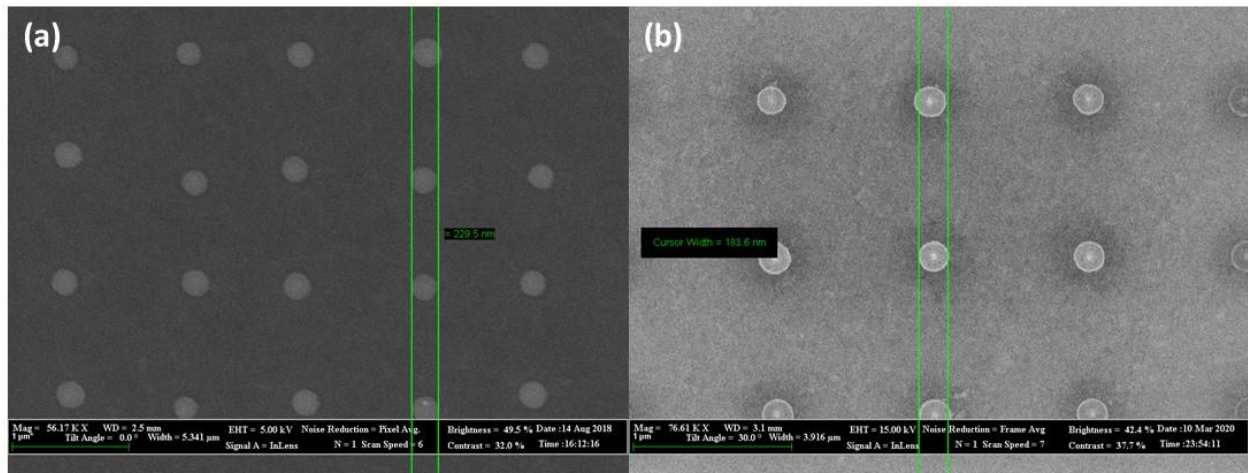 (a)
= 229.5 nm
Mag = 56.17 K X WD = 2.5 mm EHT = 5.00 kV Noise Reduction = Pixel Avg. Brightness = 49.5 % Date :14 Aug 2018
1 µm Tilt Angle = 0.0° Width = 5.341 µm Signal A = InLens N = 1 Scan Speed = 6 Contrast = 32.0 % Time :16:12:16
(b)
Cursor Width = 183.6 nm
Mag = 76.61 K X WD = 3.1 mm EHT = 15.00 kV Noise Reduction = Frame Avg Brightness = 42.4 % Date :10 Mar 2020
1 µm Tilt Angle = 30.0° Width = 3.916 µm Signal A = InLens N = 1 Scan Speed = 7 Contrast = 37.7 % Time :23:54:11